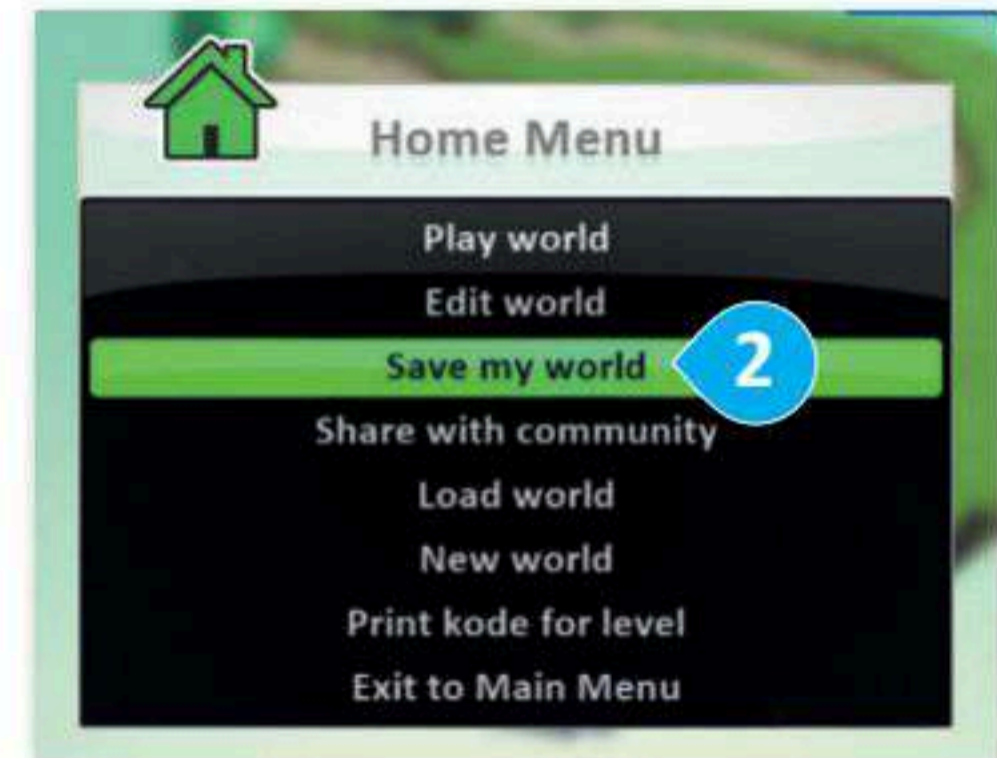 Home Menu
Play world
Edit world
Save my world 2
Share with community
Load world
New world
Print kode for level
Exit to Main Menu